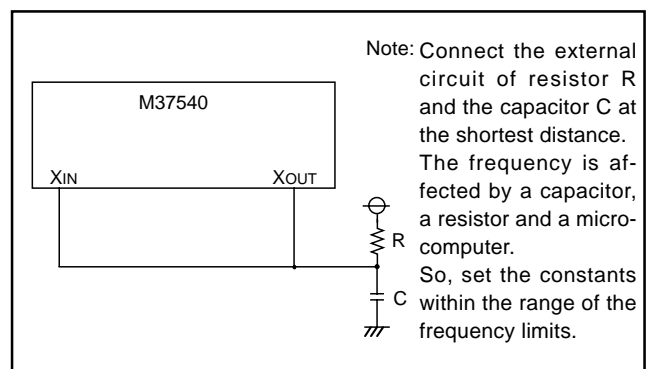 M37540
XIN
XOUT
R
C
Note: Connect the external
circuit of resistor R
and the capacitor C at
the shortest distance.
The frequency is af-
fected by a capacitor,
a resistor and a micro-
computer.
So, set the constants
within the range of the
frequency limits.